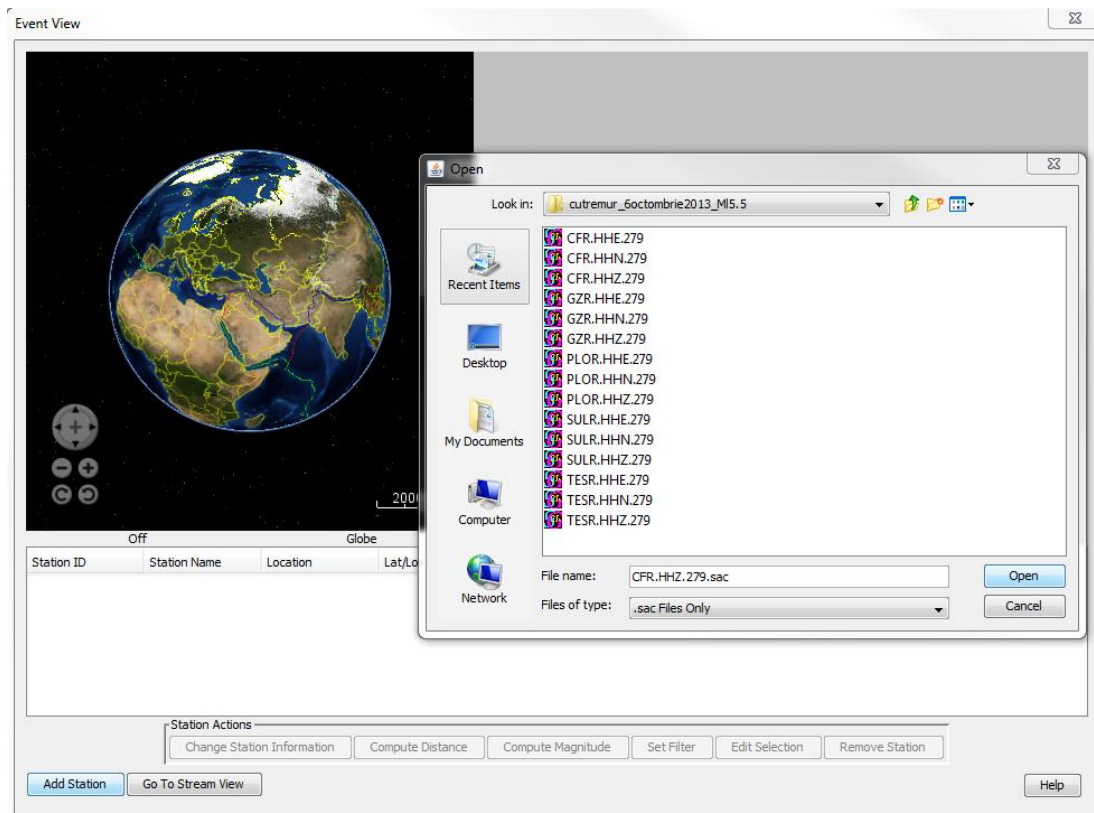 Event View
Open
Look in:
cutremur_6octombrie2013_Ml5.5
Recent Items
Desktop
My Documents
Computer
Network
CFR.HHE.279
CFR.HHN.279
CFR.HHZ.279
GZR.HHE.279
GZR.HHN.279
GZR.HHZ.279
PLOR.HHE.279
PLOR.HHN.279
PLOR.HHZ.279
SULR.HHE.279
SULR.HHN.279
SULR.HHZ.279
TESR.HHE.279
TESR.HHN.279
TESR.HHZ.279
File name:
CFR.HHZ.279.sac
Open
Files of type:
.sac Files Only
Cancel
Off
Globe
Station ID
Station Name
Location
Station Actions
Change Station Information
Compute Distance
Compute Magnitude
Set Filter
Edit Selection
Remove Station
Add Station
Go To Stream View
Help